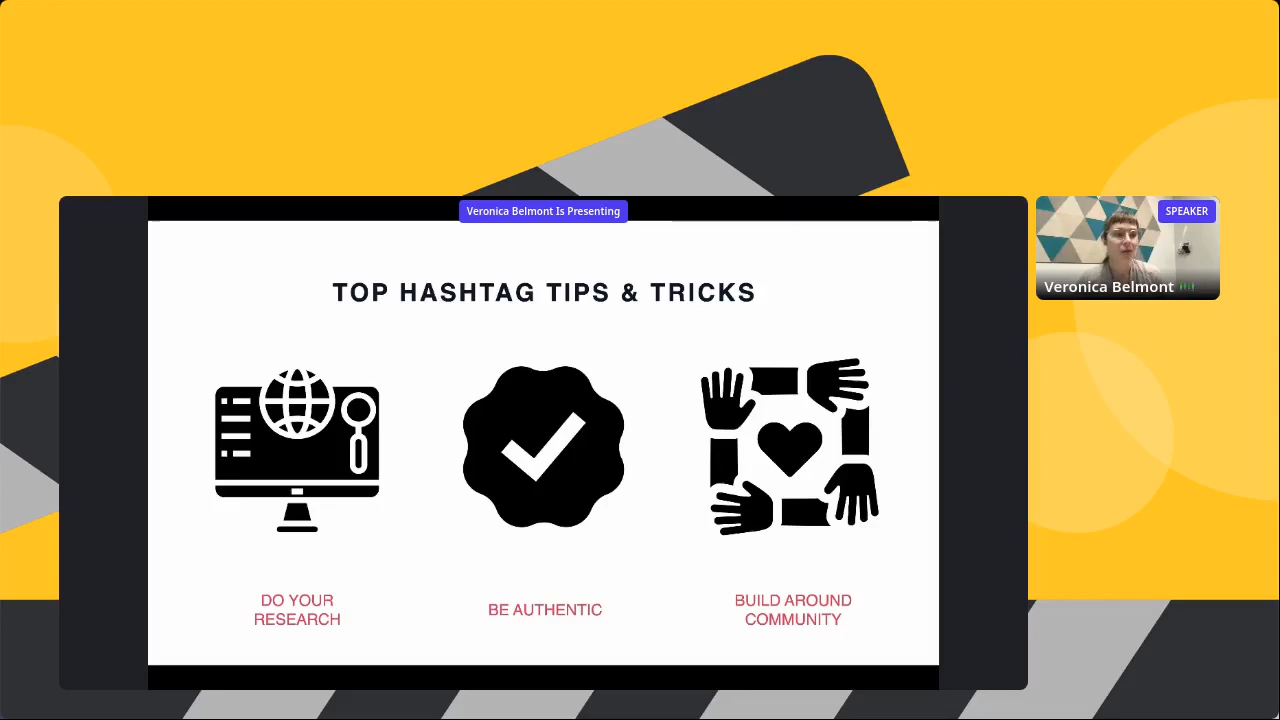 Veronica Belmont Is Presenting
SPEAKER
Veronica Belmont
TOP HASHTAG TIPS & TRICKS
DO YOUR
RESEARCH
BE AUTHENTIC
BUILD AROUND
COMMUNITY